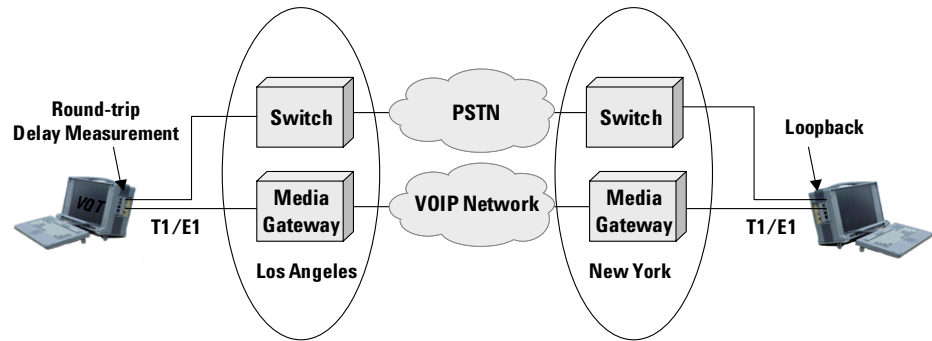 Round-trip
Delay Measurement
VQT
T1/E1
Switch
Media
Gateway
Los Angeles
PSTN
VOIP Network
Switch
Media
Gateway
New York
Loopback
T1/E1